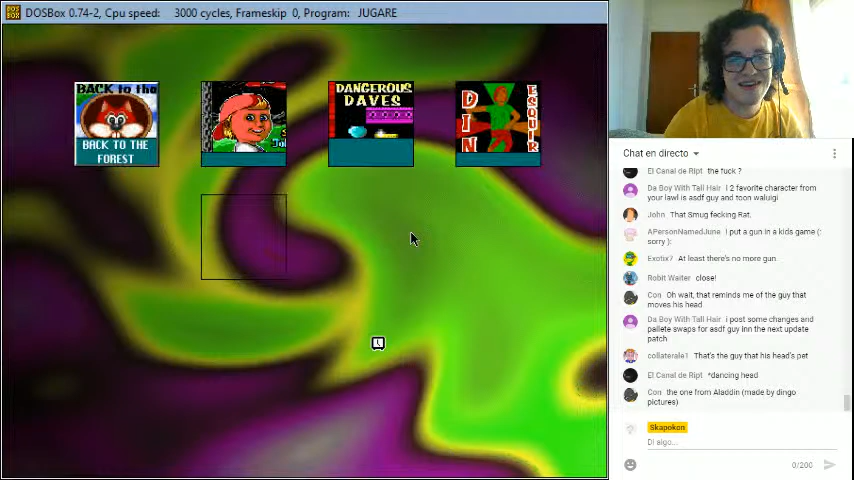 DOSBox 0.74-2, Cpu speed: 3000 cycles, Frameskip 0, Program: JUGARE
BACK to the
BACK TO THE
FOREST
DANGEROUS
DAVES
DIN
ESQUIR
Chat en directo
El Canal de Ript the fuck ?
Da Boy With Tall Hair i 2 favorite character from
your lawl is asdf guy and toon waluigi
John That Smug fecking Rat.
APersonNamedJune I put a gun in a kids game (:
sorry ):
Exotix7 At least there's no more gun.
Robit Waiter close!
Con Oh wait, that reminds me of the guy that
moves his head
Da Boy With Tall Hair i post some changes and
pallete swaps for asdf guy inn the next update
patch
collaterale1 That's the guy that his head's pet
El Canal de Ript *dancing head
Con the one from Aladdin (made by dingo
pictures)
Skapokon
Di algo...
0/200